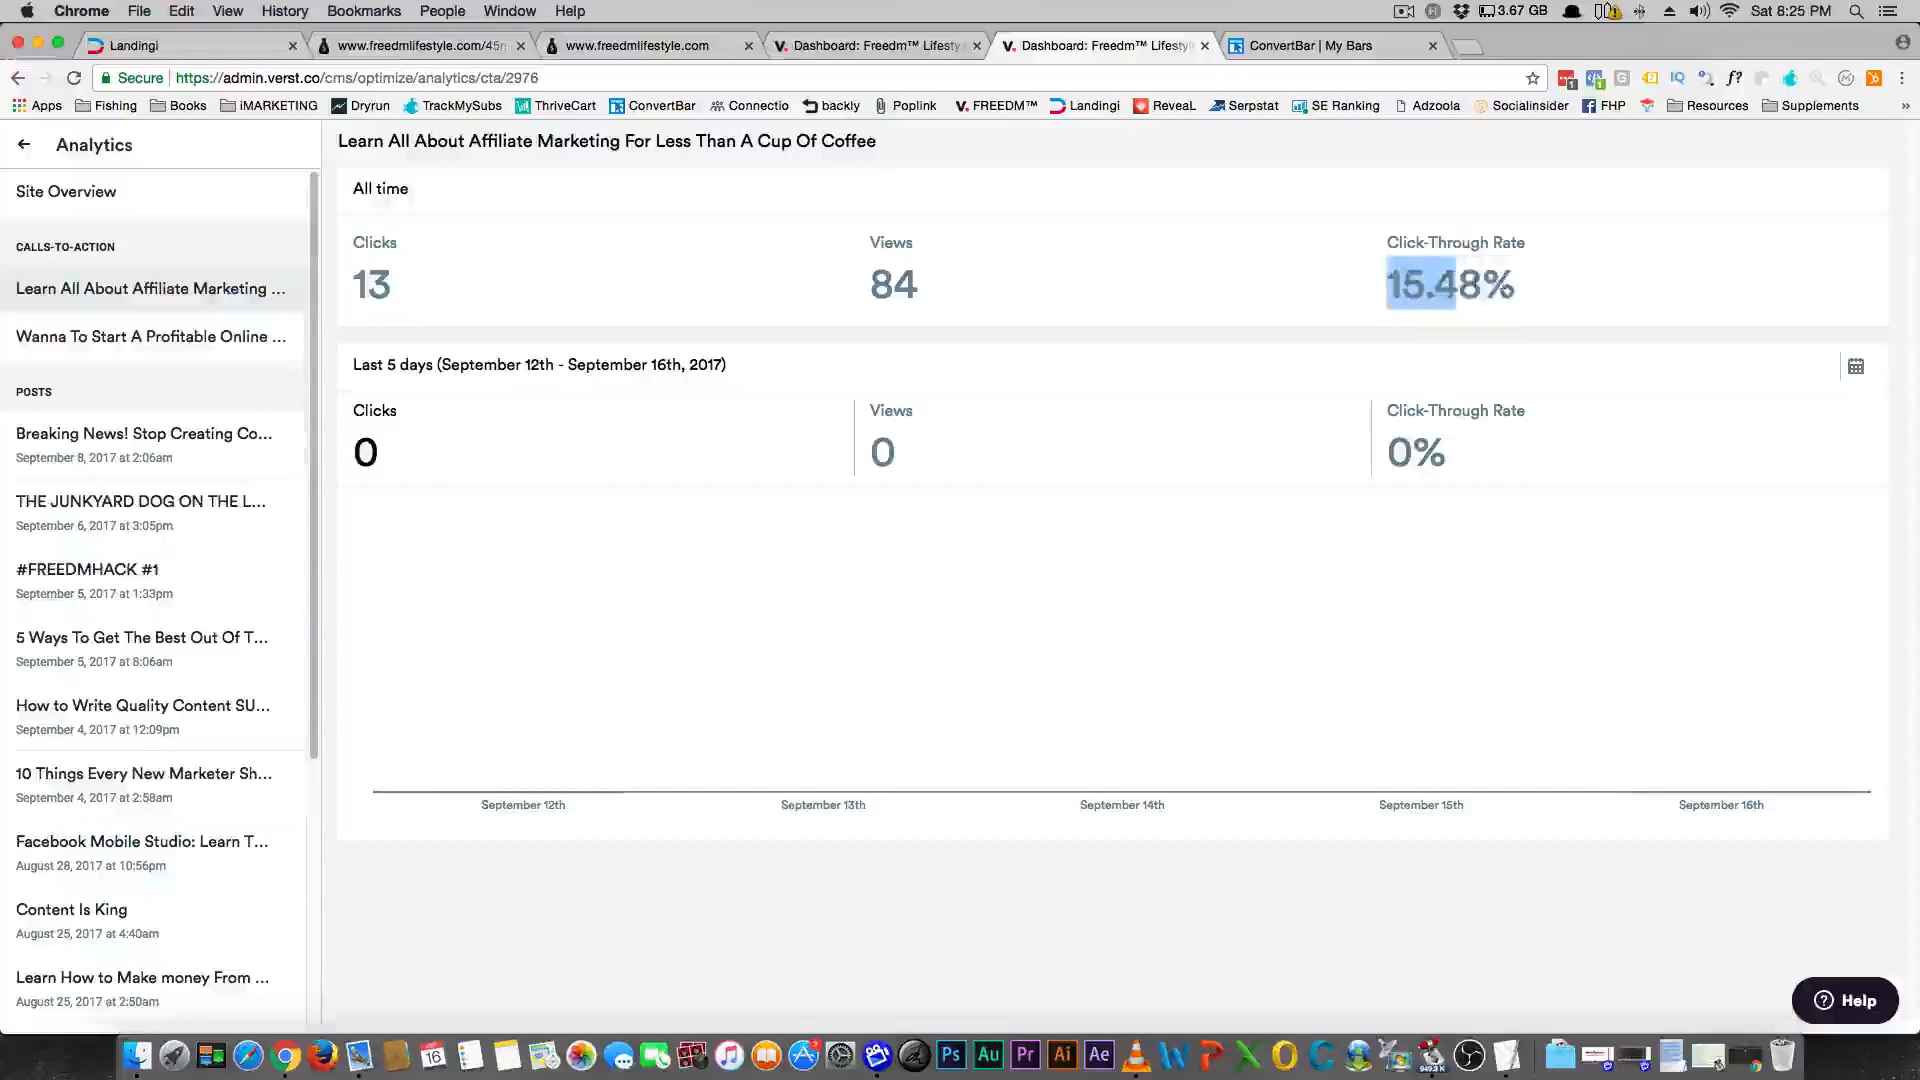 Chrome File Edit View History Bookmarks People Window Help 3.67 GB Sat 8:25 PM
Landingi
www.freedmlifestyle.com/45r
www.freedmlifestyle.com
Dashboard: Freedm™ Lifesty
Dashboard: Freedm™ Lifesty
ConvertBar | My Bars
Secure https://admin.verst.co/cms/optimize/analytics/cta/2976
Apps Fishing Books iMARKETING Dryrun TrackMySubs ThriveCart ConvertBar Connectio backly Poplink FREEDM™ Landingi RevealL Serpstat SE Ranking Adzoola Socialinsider FHP Resources Supplements
Analytics
Site Overview
CALLS-TO-ACTION
Learn All About Affiliate Marketing ...
Wanna To Start A Profitable Online ...
POSTS
Breaking News! Stop Creating Co...
September 8, 2017 at 2:06am
THE JUNKYARD DOG ON THE L...
September 6, 2017 at 3:05pm
#FREEDMHACK #1
September 5, 2017 at 1:33pm
5 Ways To Get The Best Out Of T...
September 5, 2017 at 8:06am
How to Write Quality Content SU...
September 4, 2017 at 12:09pm
10 Things Every New Marketer Sh...
September 4, 2017 at 2:58am
Facebook Mobile Studio: Learn T...
August 28, 2017 at 10:56pm
Content Is King
August 25, 2017 at 4:40am
Learn How to Make money From ...
August 25, 2017 at 2:50am
Learn All About Affiliate Marketing For Less Than A Cup Of Coffee
All time
Clicks Views Click-Through Rate
13 84 15.48%
Last 5 days (September 12th - September 16th, 2017)
Clicks Views Click-Through Rate
0 0 0%
September 12th September 13th September 14th September 15th September 16th
Help
16 Ps Au Pr Ai Ae